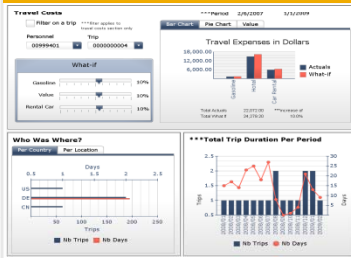 Travel Costs
Filter on a trip
***filter applies to
travel costs section only
Personnel
Trip
00999401
0000000004
What-if
Gasoline
10%
Value
10%
Rental Car
10%
***Period 2/6/2007 5/5/2009
Bar Chart Pie Chart Value
Travel Expenses in Dollars
18,000.00
12,000.00
6,000.00
Gasoline
Hotel
Car Rental
Actuals
What-if
Total Actuals
Total What-if
***Increase of
Who Was Where?
Per Country Per Location
Days
0.5 1 1.5 2 2.5
US
DE
CN
50 100 150 200 250
Trips
Nb Trips Nb Days
***Total Trip Duration Per Period
2.5
2
1.5
1
0.5
Trips
30
25
20
15
10
5
0
Days
Nb Trips Nb Days